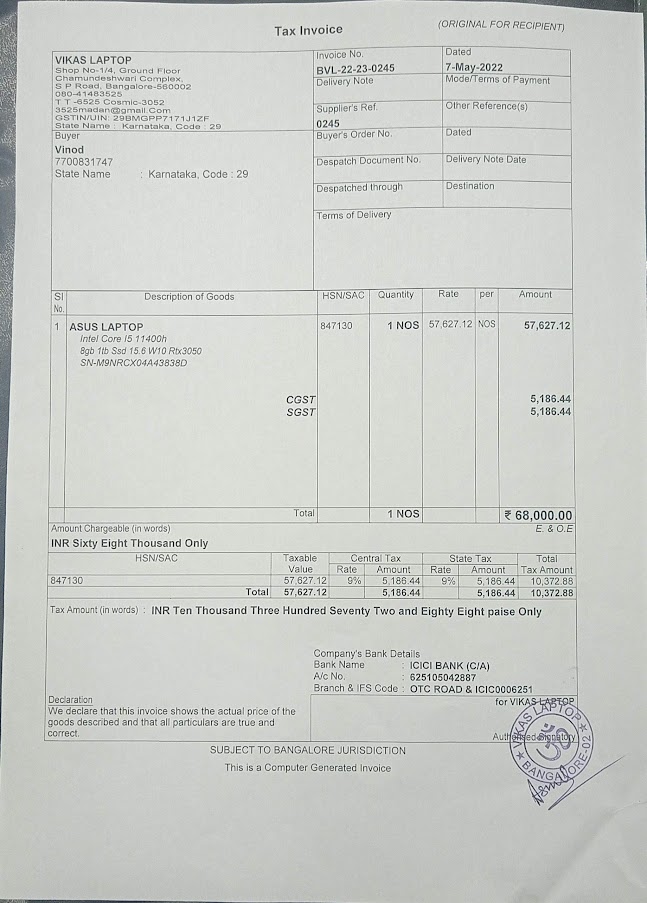 Tax Invoice
(ORIGINAL FOR RECIPIENT)
VIKAS LAPTOP
Shop No-1/4, Ground Floor
Chamundeshwari Complex,
S P Road, Bangalore-560002
080-41483525
T T -6525 Cosmic-3052
3525madan@gmail.Com
GSTIN/UIN: 29BMGPP7171J1ZF
State Name : Karnataka, Code : 29
Invoice No.
BVL-22-23-0245
Dated
7-May-2022
Delivery Note
Mode/Terms of Payment
Supplier's Ref.
0245
Other Reference(s)
Buyer
Vinod
7700831747
State Name : Karnataka, Code : 29
Buyer's Order No.
Dated
Despatch Document No.
Delivery Note Date
Despatched through
Destination
Terms of Delivery
Sl No. Description of Goods HSN/SAC Quantity Rate per Amount
1 ASUS LAPTOP 847130 1 NOS 57,627.12 NOS 57,627.12
Intel Core I5 11400h
8gb 1tb Ssd 15.6 W10 Rtx3050
SN-M9NRCX04A43838D
CGST 5,186.44
SGST 5,186.44
Total 1 NOS ₹ 68,000.00
Amount Chargeable (in words) E. & O.E
INR Sixty Eight Thousand Only
HSN/SAC Taxable Value Central Tax State Tax Total Tax Amount
Rate Amount Rate Amount
847130 57,627.12 9% 5,186.44 9% 5,186.44 10,372.88
Total 57,627.12 5,186.44 5,186.44 10,372.88
Tax Amount (in words) : INR Ten Thousand Three Hundred Seventy Two and Eighty Eight paise Only
Company's Bank Details
Bank Name : ICICI BANK (C/A)
A/c No. : 625105042887
Branch & IFS Code : OTC ROAD & ICIC0006251
Declaration
We declare that this invoice shows the actual price of the
goods described and that all particulars are true and
correct.
for VIKAS LAPTOP
Authorised Signatory
VIKAS LAPTOP
ॐ
BANGALORE-02
SUBJECT TO BANGALORE JURISDICTION
This is a Computer Generated Invoice